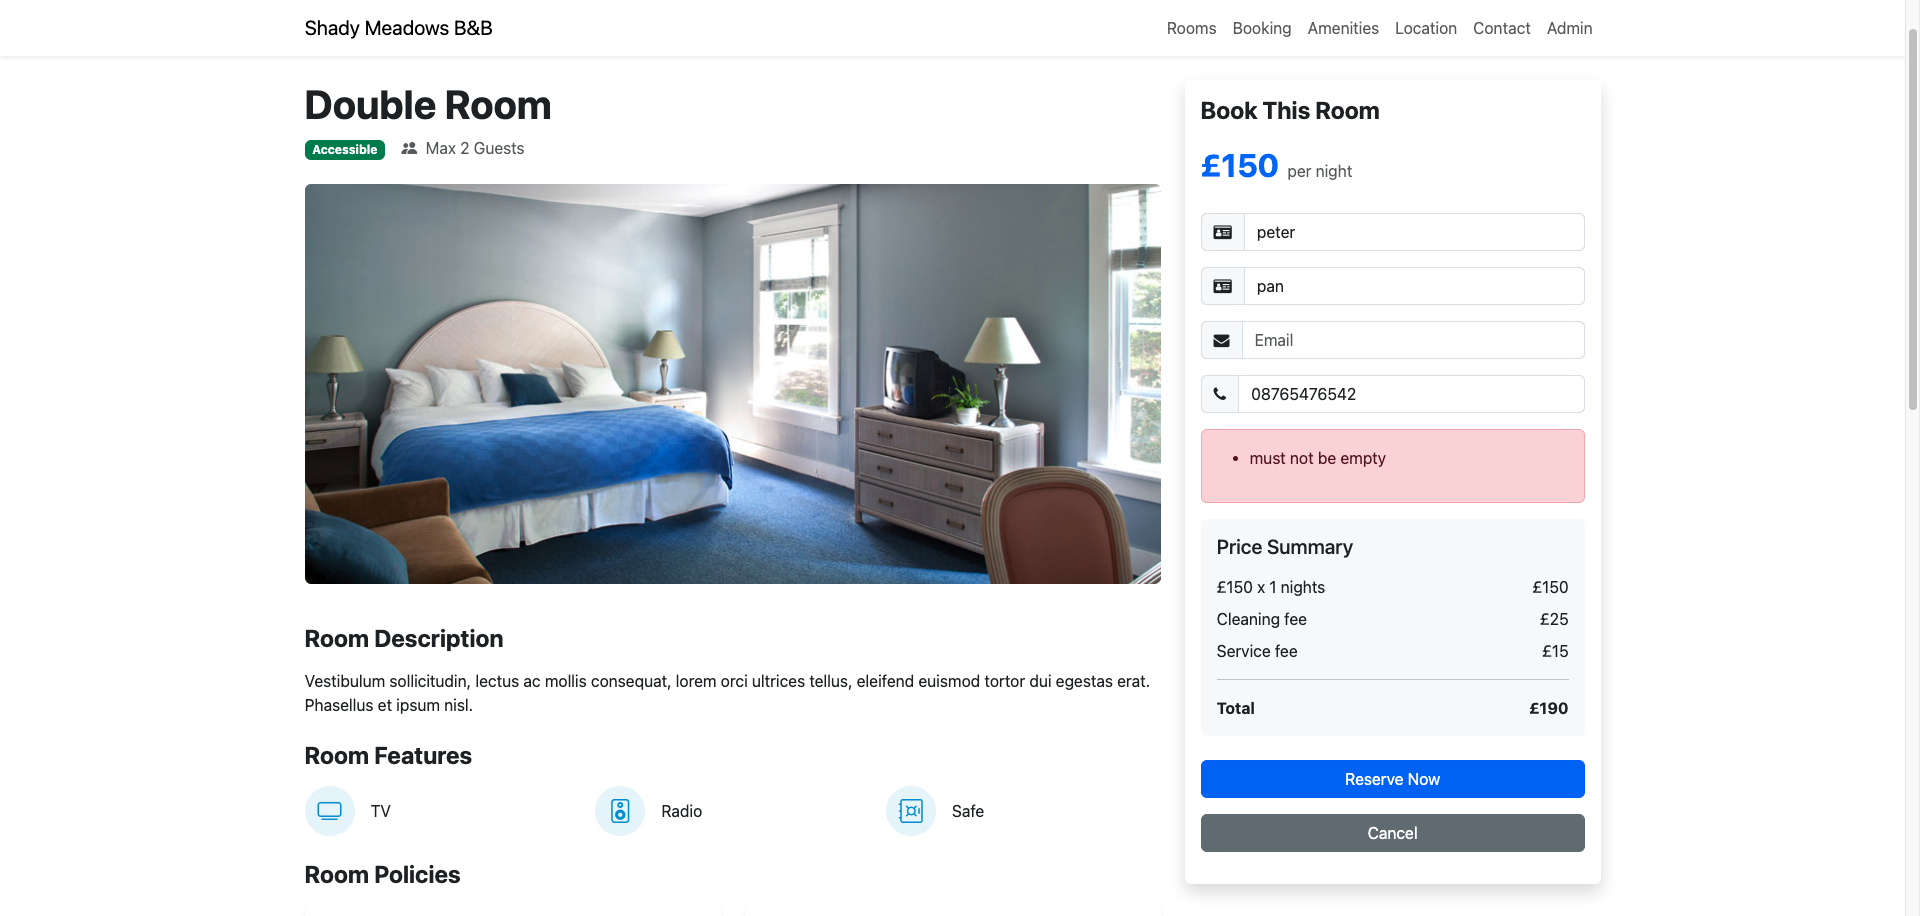 Shady Meadows B&B
Rooms Booking Amenities Location Contact Admin
Double Room
Accessible Max 2 Guests
Room Description
Vestibulum sollicitudin, lectus ac mollis consequat, lorem orci ultrices tellus, eleifend euismod tortor dui egestas erat.
Phasellus et ipsum nisl.
Room Features
TV Radio Safe
Room Policies
Book This Room
£150 per night
peter
pan
Email
08765476542
• must not be empty
Price Summary
£150 x 1 nights £150
Cleaning fee £25
Service fee £15
Total £190
Reserve Now
Cancel